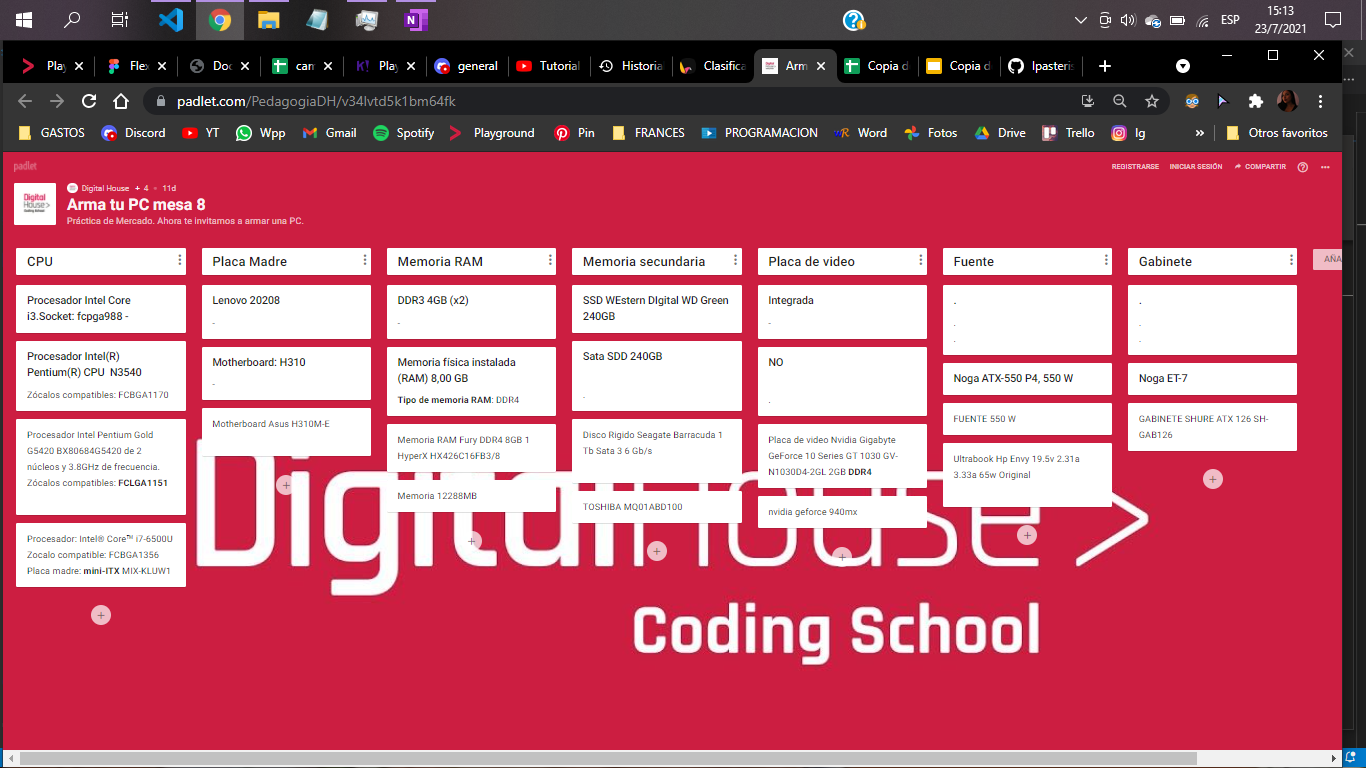 ESP
15:13
23/7/2021
Play
Flex
Doc
can
Play
general
Tutorial
Historia
Clasifica
Arm
Copia d
Copia d
lpasteris
padlet.com/PedagogiaDH/v34lvtd5k1bm64fk
GASTOS
Discord
YT
Wpp
Gmail
Spotify
Playground
Pin
FRANCES
PROGRAMACION
Word
Fotos
Drive
Trello
Ig
»
Otros favoritos
padlet
REGISTRARSE
INICIAR SESIÓN
COMPARTIR
Digital House + 4 • 11d
Arma tu PC mesa 8
Práctica de Mercado. Ahora te invitamos a armar una PC.
Digital
House>
Coding School
CPU
Procesador Intel Core
i3.Socket: fcpga988 -
Procesador Intel(R)
Pentium(R) CPU N3540
Zócalos compatibles: FCBGA1170
Procesador Intel Pentium Gold
G5420 BX80684G5420 de 2
núcleos y 3.8GHz de frecuencia.
Zócalos compatibles: FCLGA1151
Procesador: Intel® Core™ i7-6500U
Zocalo compatible: FCBGA1356
Placa madre: mini-ITX MIX-KLUW1
Placa Madre
Lenovo 20208
-
Motherboard: H310
-
Motherboard Asus H310M-E
Memoria RAM
DDR3 4GB (x2)
-
Memoria física instalada
(RAM) 8,00 GB
Tipo de memoria RAM: DDR4
Memoria RAM Fury DDR4 8GB 1
HyperX HX426C16FB3/8
Memoria 12288MB
Memoria secundaria
SSD WEstern DIgital WD Green
240GB
Sata SDD 240GB
.
Disco Rigido Seagate Barracuda 1
Tb Sata 3 6 Gb/s
TOSHIBA MQ01ABD100
Placa de video
Integrada
-
NO
.
Placa de video Nvidia Gigabyte
GeForce 10 Series GT 1030 GV-
N1030D4-2GL 2GB DDR4
nvidia geforce 940mx
Fuente
.
.
.
Noga ATX-550 P4, 550 W
FUENTE 550 W
Ultrabook Hp Envy 19.5v 2.31a
3.33a 65w Original
Gabinete
.
.
.
Noga ET-7
GABINETE SHURE ATX 126 SH-
GAB126
AÑA
Digital House >
Coding School